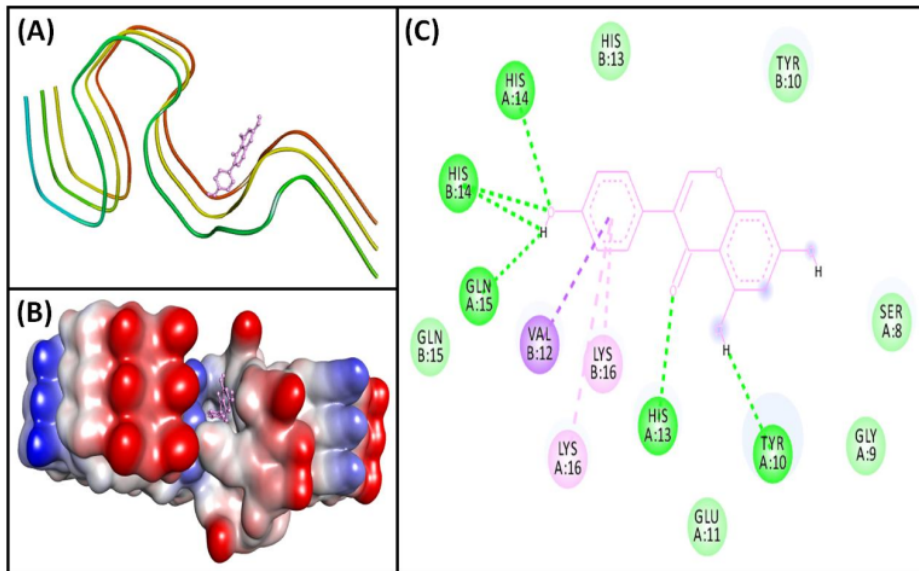 (A)
(B)
(C)
HIS
B:13
TYR
B:10
HIS
A:14
HIS
B:14
O
O
H
GLN
A:15
O
H
SER
A:8
GLN
B:15
VAL
B:12
LYS
B:16
H
HIS
A:13
LYS
A:16
TYR
A:10
GLY
A:9
GLU
A:11